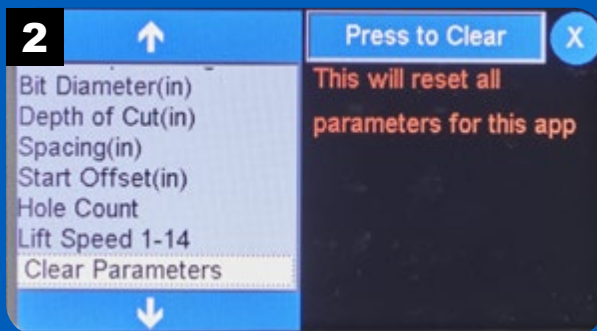 2
Bit Diameter(in)
Depth of Cut(in)
Spacing(in)
Start Offset(in)
Hole Count
Lift Speed 1-14
Clear Parameters
Press to Clear
X
This will reset all
parameters for this app